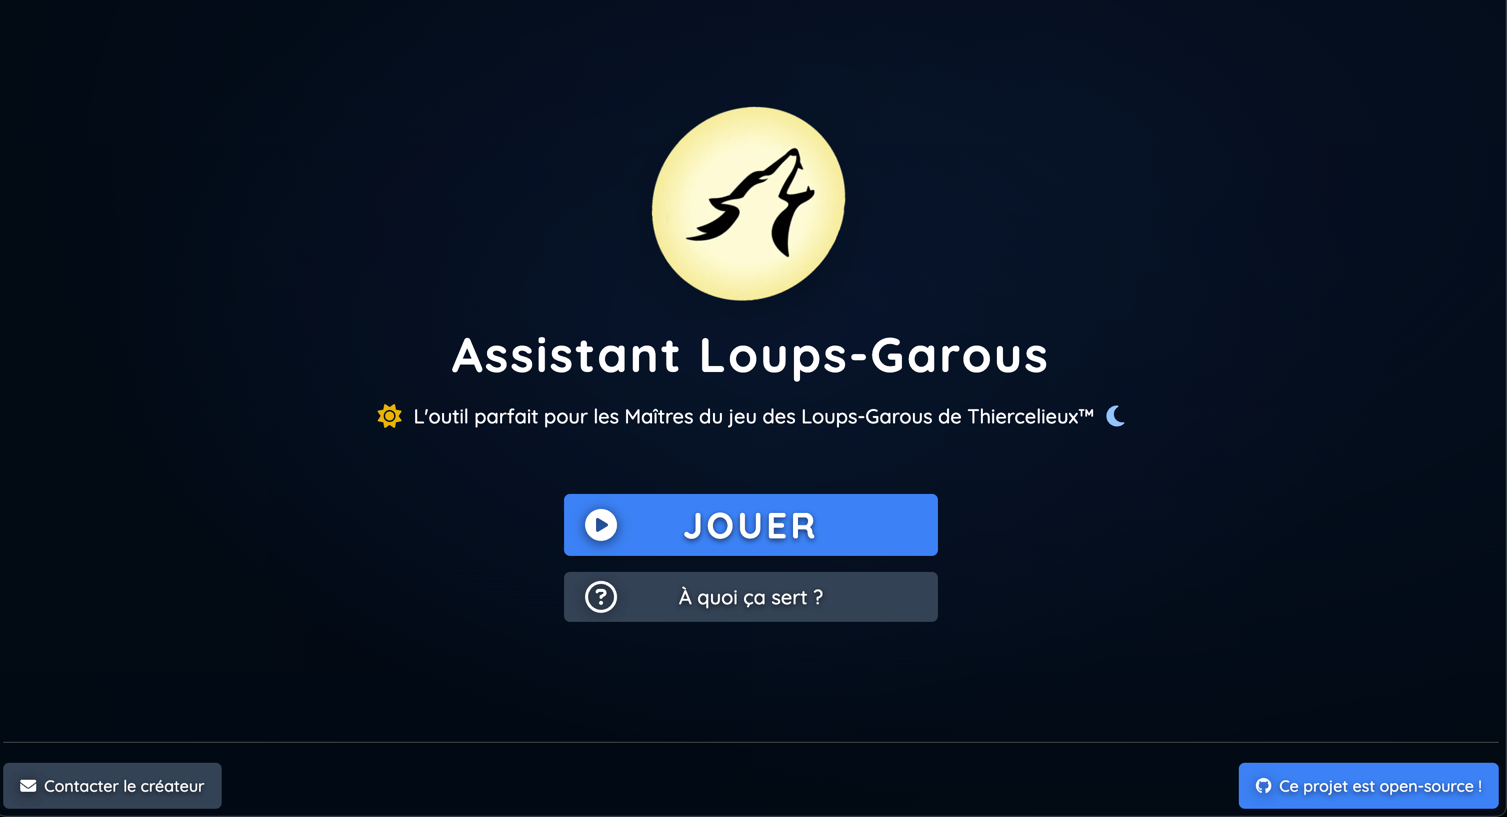 Assistant Loups-Garous
L'outil parfait pour les Maîtres du jeu des Loups-Garous de Thiercelieux™
JOUER
À quoi ça sert ?
Contacter le créateur
Ce projet est open-source !